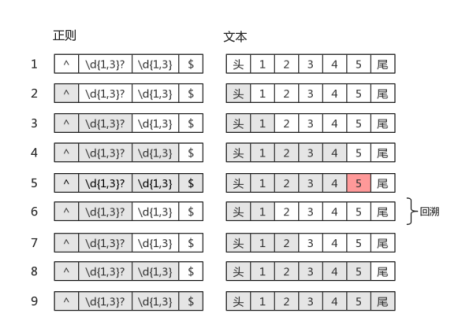 正则 文本
1 ^ \d{1,3}? \d{1,3} $ 头 1 2 3 4 5 尾
2 ^ \d{1,3}? \d{1,3} $ 头 1 2 3 4 5 尾
3 ^ \d{1,3}? \d{1,3} $ 头 1 2 3 4 5 尾
4 ^ \d{1,3}? \d{1,3} $ 头 1 2 3 4 5 尾
5 ^ \d{1,3}? \d{1,3} $ 头 1 2 3 4 5 尾
6 ^ \d{1,3}? \d{1,3} $ 头 1 2 3 4 5 尾 回溯
7 ^ \d{1,3}? \d{1,3} $ 头 1 2 3 4 5 尾
8 ^ \d{1,3}? \d{1,3} $ 头 1 2 3 4 5 尾
9 ^ \d{1,3}? \d{1,3} $ 头 1 2 3 4 5 尾